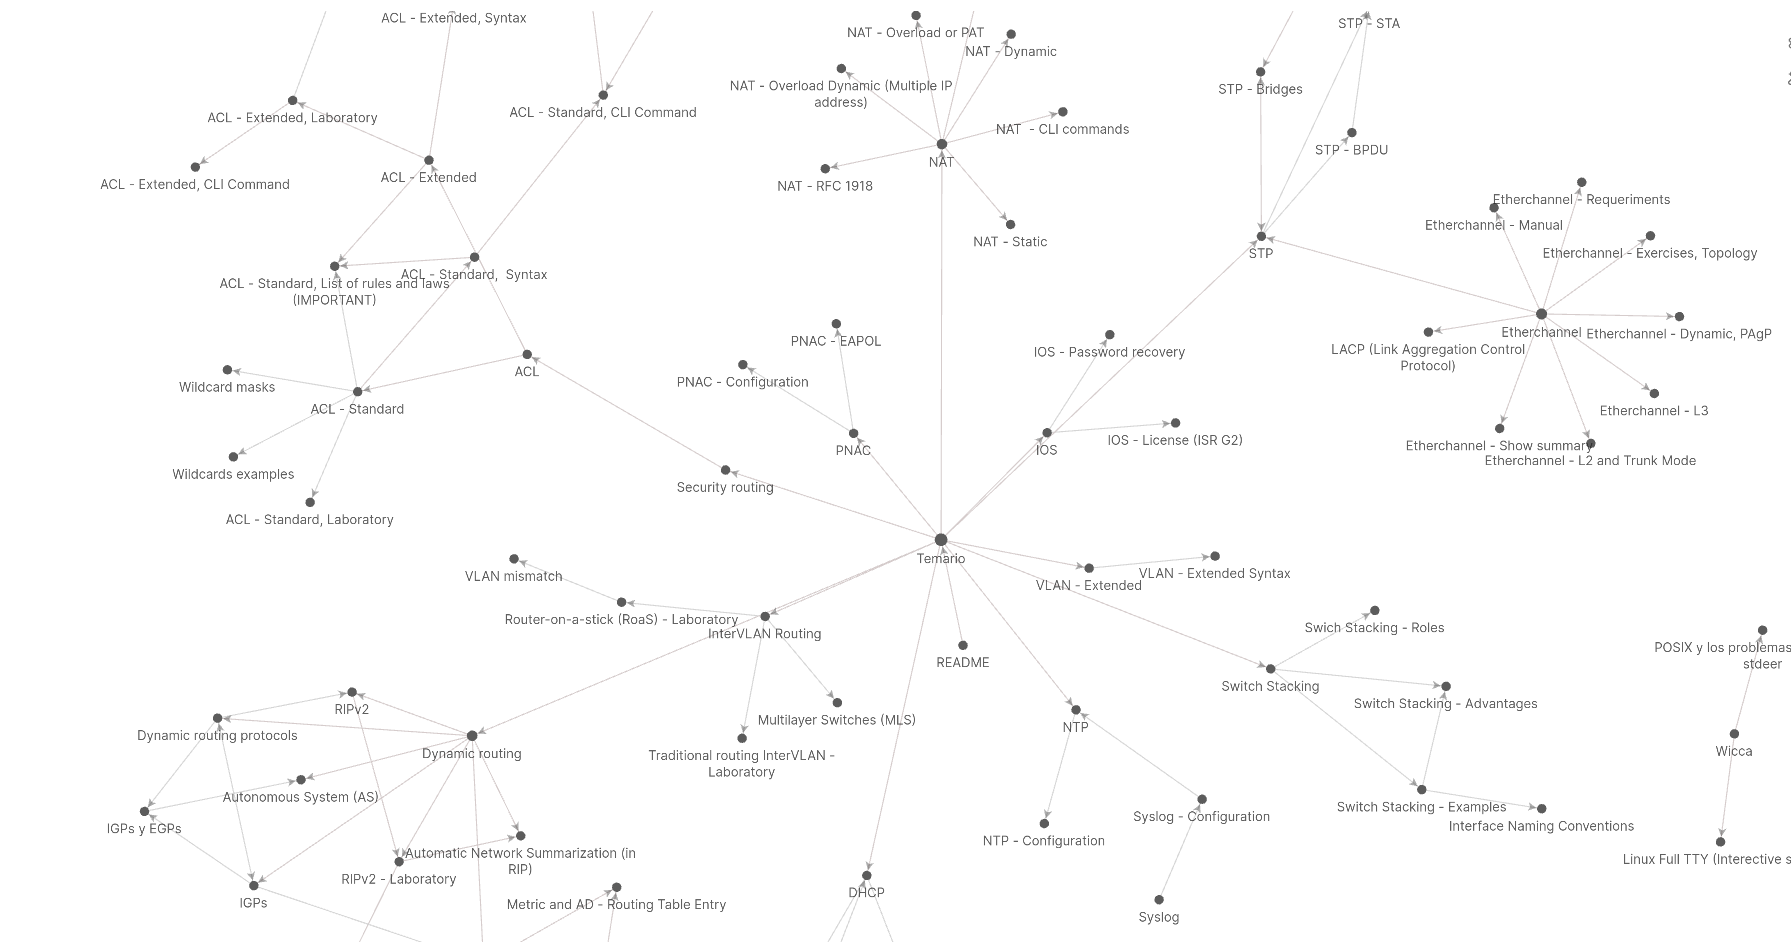 ACL - Extended, Syntax
NAT - Overload or PAT
STP - STA
NAT - Dynamic
NAT - Overload Dynamic (Multiple IP
address)
STP - Bridges
ACL - Extended, Laboratory
ACL - Standard, CLI Command
NAT - CLI commands
STP - BPDU
NAT
ACL - Extended
ACL - Extended, CLI Command
NAT - RFC 1918
Etherchannel - Requeriments
Etherchannel - Manual
NAT - Static
STP
Etherchannel - Exercises, Topology
ACL - Standard, Syntax
ACL - Standard, List of rules and laws
(IMPORTANT)
PNAC - EAPOL
Etherchannel
Etherchannel - Dynamic, PAgP
IOS - Password recovery
LACP (Link Aggregation Control
Protocol)
ACL
PNAC - Configuration
Wildcard masks
ACL - Standard
Etherchannel - L3
PNAC
IOS
IOS - License (ISR G2)
Etherchannel - Show summary
Etherchannel - L2 and Trunk Mode
Wildcards examples
Security routing
ACL - Standard, Laboratory
Temario
VLAN mismatch
VLAN - Extended
VLAN - Extended Syntax
Router-on-a-stick (RoaS) - Laboratory
InterVLAN Routing
Swich Stacking - Roles
README
POSIX y los problemas
stdeer
Switch Stacking
RIPv2
Switch Stacking - Advantages
Multilayer Switches (MLS)
NTP
Dynamic routing protocols
Dynamic routing
Traditional routing InterVLAN -
Laboratory
Wicca
Autonomous System (AS)
IGPs y EGPs
Syslog - Configuration
Switch Stacking - Examples
Interface Naming Conventions
NTP - Configuration
Automatic Network Summarization (in
RIP)
Linux Full TTY (Interective s
RIPv2 - Laboratory
DHCP
IGPs
Metric and AD - Routing Table Entry
Syslog